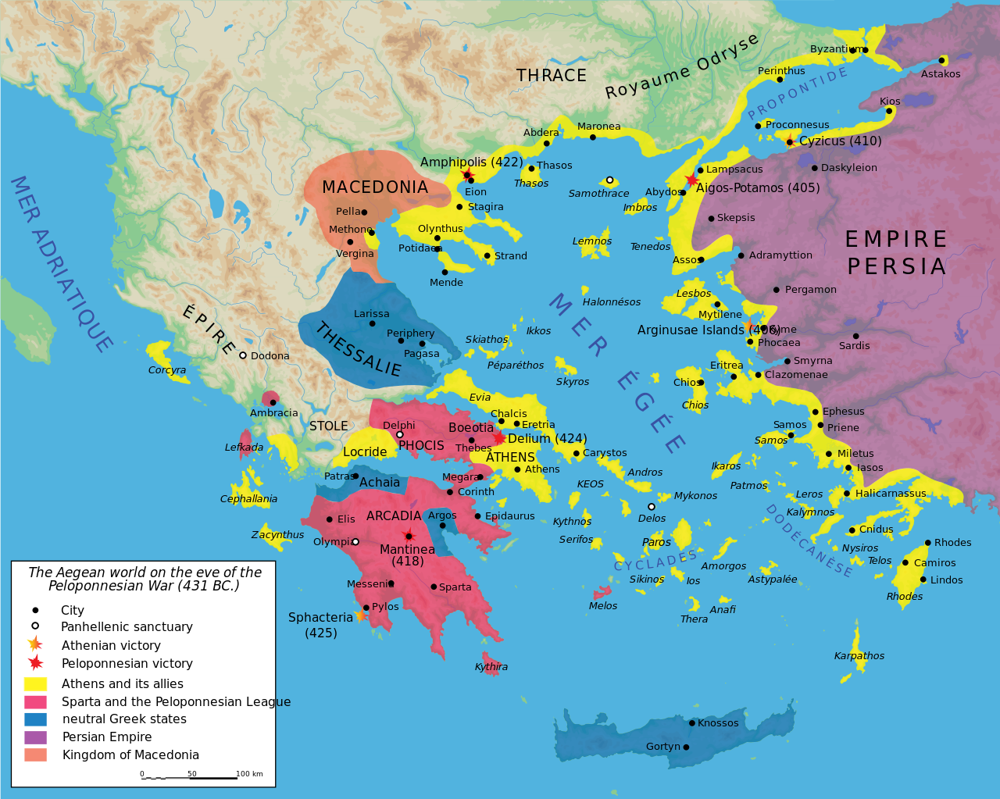 Byzantium
Perinthus
Astakos
THRACE
Royaume Odryse
PROPONTIDE
Kios
Proconnesus
Cyzicus (410)
Maronea
Abdera
Amphipolis (422)
Thasos
Thasos
Eion
Samothrace
Lampsacus
Daskyleion
Abydos
Aigos-Potamos (405)
MER ADRIATIQUE
MACEDONIA
Stagira
Imbros
Pella
Skepsis
Methone
Olynthus
Potidaea
Vergina
Strand
Mende
Lemnos
Tenedos
Assos
Adramyttion
EMPIRE
PERSIA
Halonnésos
Lesbos
Mytilene
Pergamon
MER ÉGÉE
ÉPIRE
Dodona
Corcyra
THESSALIE
Larissa
Periphery
Pagasa
Skiathos
Ikkos
Péparéthos
Skyros
Arginusae Islands (406)
Kyme
Phocaea
Sardis
Smyrna
Eritrea
Clazomenae
Chios
Chios
Ambracia
STOLE
Lefkada
Evia
Chalcis
Eretria
Delphi
Boeotia
PHOCIS
Thebes
Delium (424)
Locride
ATHENS
Athens
Carystos
Ephesus
Priene
Samos
Samos
Miletus
Iasos
Patras
Achaia
Megara
Corinth
Cephallania
Andros
KEOS
Mykonos
Ikaros
Patmos
Leros
Halicarnassus
Kalymnos
Elis
ARCADIA
Argos
Epidaurus
Kythnos
Delos
Zacynthus
Olympia
Mantinea
(418)
Serifos
Paros
Cnidus
DODÉCANÈSE
Nysiros
Telos
Rhodes
Camiros
Lindos
Rhodes
CYCLADES
Amorgos
Sikinos
Ios
Astypalée
Messenia
Sparta
Pylos
Sphacteria
(425)
Melos
Anafi
Thera
Kythira
Karpathos
Knossos
Gortyn
The Aegean world on the eve of the
Peloponnesian War (431 BC.)
City
Panhellenic sanctuary
Athenian victory
Peloponnesian victory
Athens and its allies
Sparta and the Peloponnesian League
neutral Greek states
Persian Empire
Kingdom of Macedonia
0 50 100 km